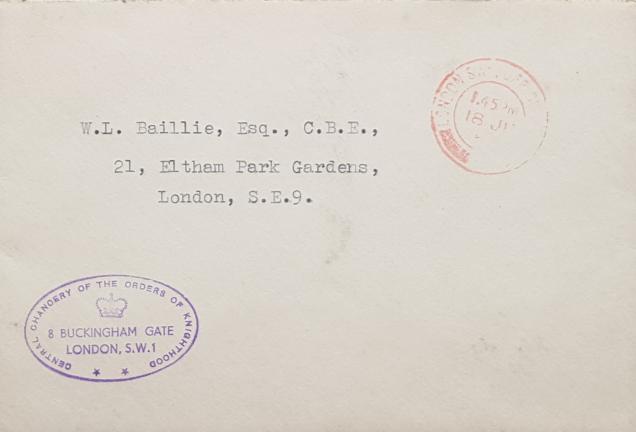 W.L. Baillie, Esq., C.B.E.,
21, Eltham Park Gardens,
London, S.E.9.
LONDON S.W.
1.45 PM
18 JU
CENTRAL CHANCERY OF THE ORDERS OF KNIGHTHOOD
8 BUCKINGHAM GATE
LONDON, S.W.1